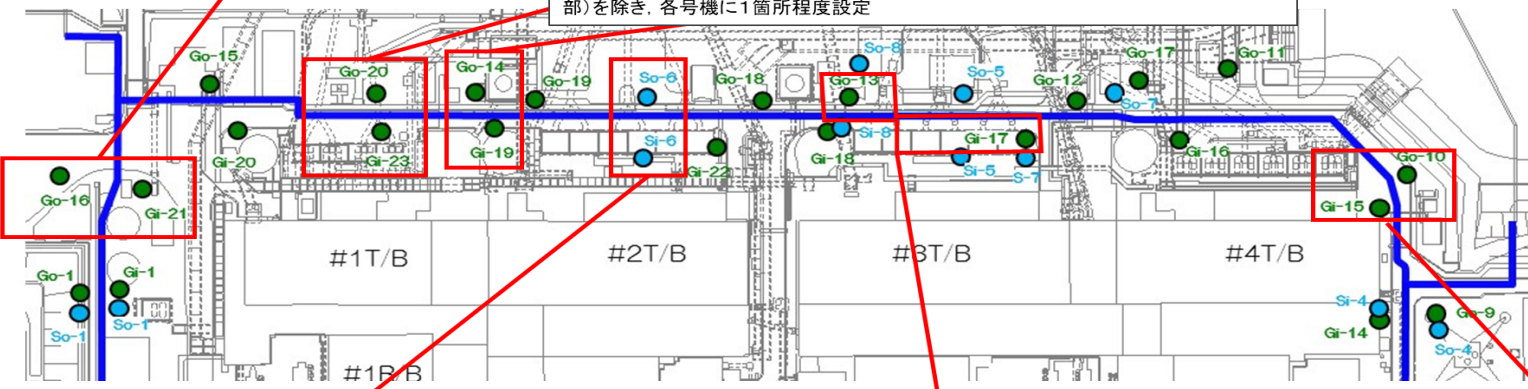 部)を除き, 各号機に1箇所程度設定
So-8
Go-17
Go-11
Go-15
Go-20
Go-14
Go-19
So-6
Go-18
Go-13
So-5
Go-12
So-7
Gi-20
Gi-23
Gi-19
Si-6
Gi-22
Gi-18
Si-8
Gi-17
Si-5
S-7
Gi-16
Go-10
Go-16
Gi-21
Gi-15
#1T/B
#2T/B
#3T/B
#4T/B
Go-1
Gi-1
So-1
So-1
Si-4
Gi-14
Go-9
So-4
#1R/B